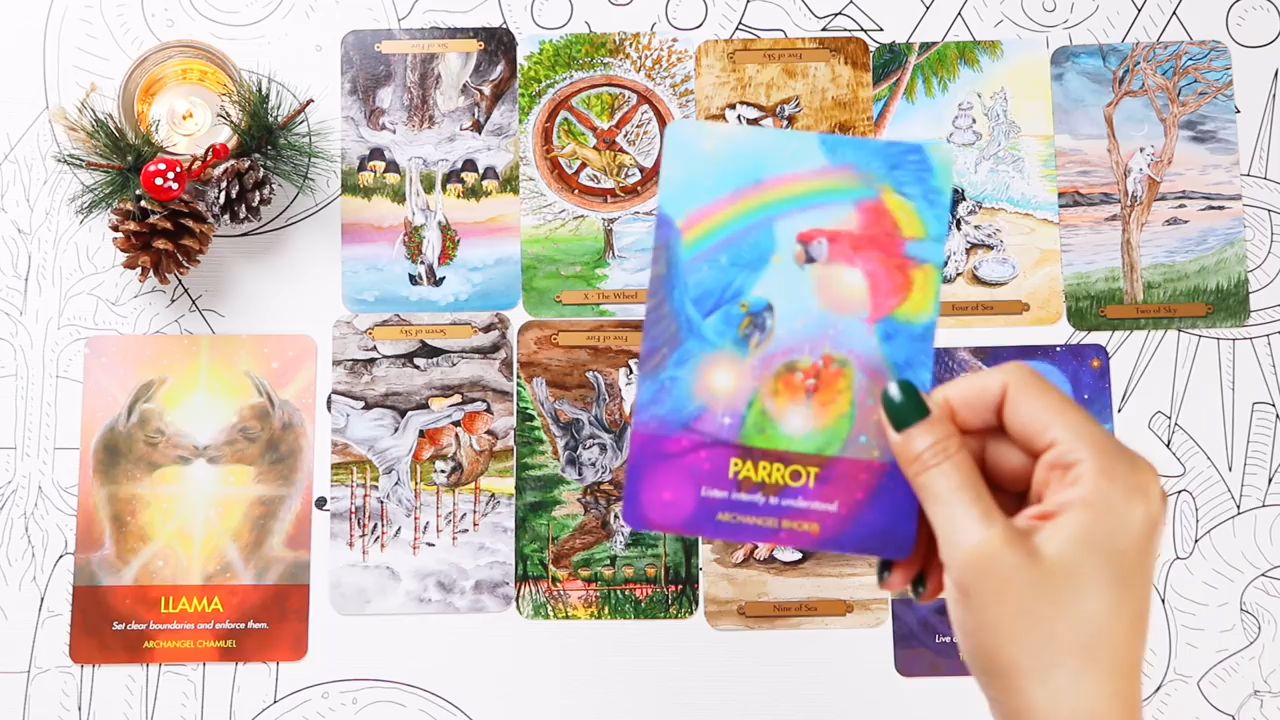 Six of Fire
X · The Wheel
Five of Sky
Four of Sea
Two of Sky
Seven of Sky
Five of Fire
PARROT
Listen intently to understand.
ARCHANGEL
LLAMA
Set clear boundaries and enforce them.
ARCHANGEL CHAMUEL
Nine of Sea
Live